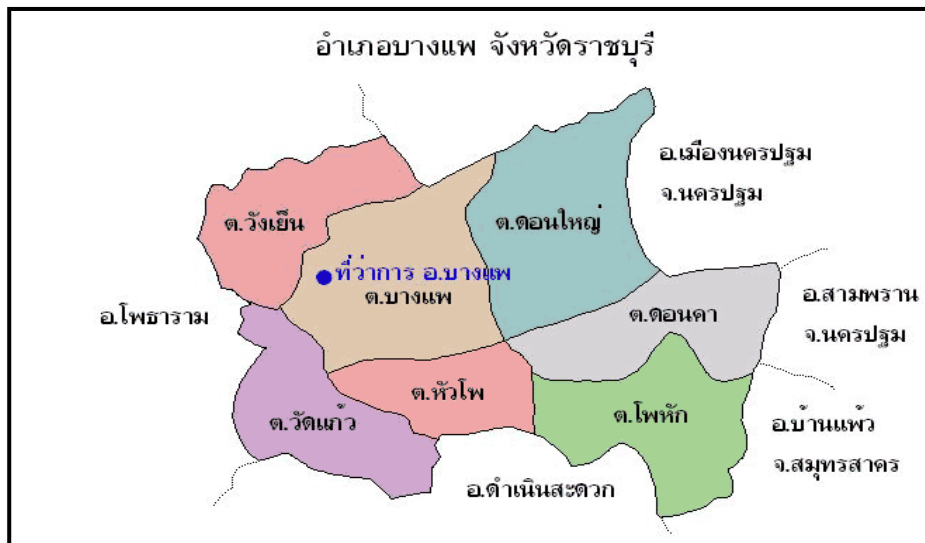 อำเภอบางแพ จังหวัดราชบุรี
อ.เมืองนครปฐม
จ.นครปฐม
ต.วังเย็น
ต.ดอนใหญ่
ที่ว่าการ อ.บางแพ
ต.บางแพ
อ.สามพราน
จ.นครปฐม
อ.โพธาราม
ต.ดอนคา
ต.หัวโพ
ต.วัดแก้ว
ต.โพหัก
อ.บ้านแพ้ว
จ.สมุทรสาคร
อ.ดำเนินสะดวก